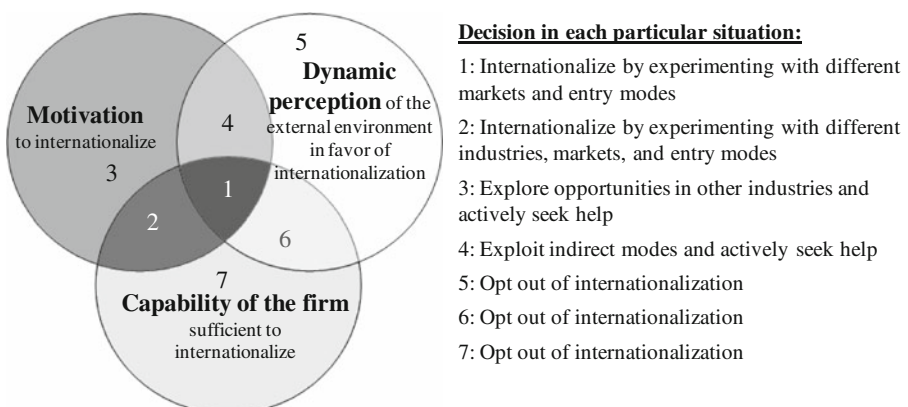 5
Dynamic
perception of the
external environment
in favor of
internationalization
Motivation
to internationalize
3
4
1
2
6
7
Capability of the firm
sufficient to
internationalize
Decision in each particular situation:
1: Internationalize by experimenting with different
markets and entry modes
2: Internationalize by experimenting with different
industries, markets, and entry modes
3: Explore opportunities in other industries and
actively seek help
4: Exploit indirect modes and actively seek help
5: Opt out of internationalization
6: Opt out of internationalization
7: Opt out of internationalization